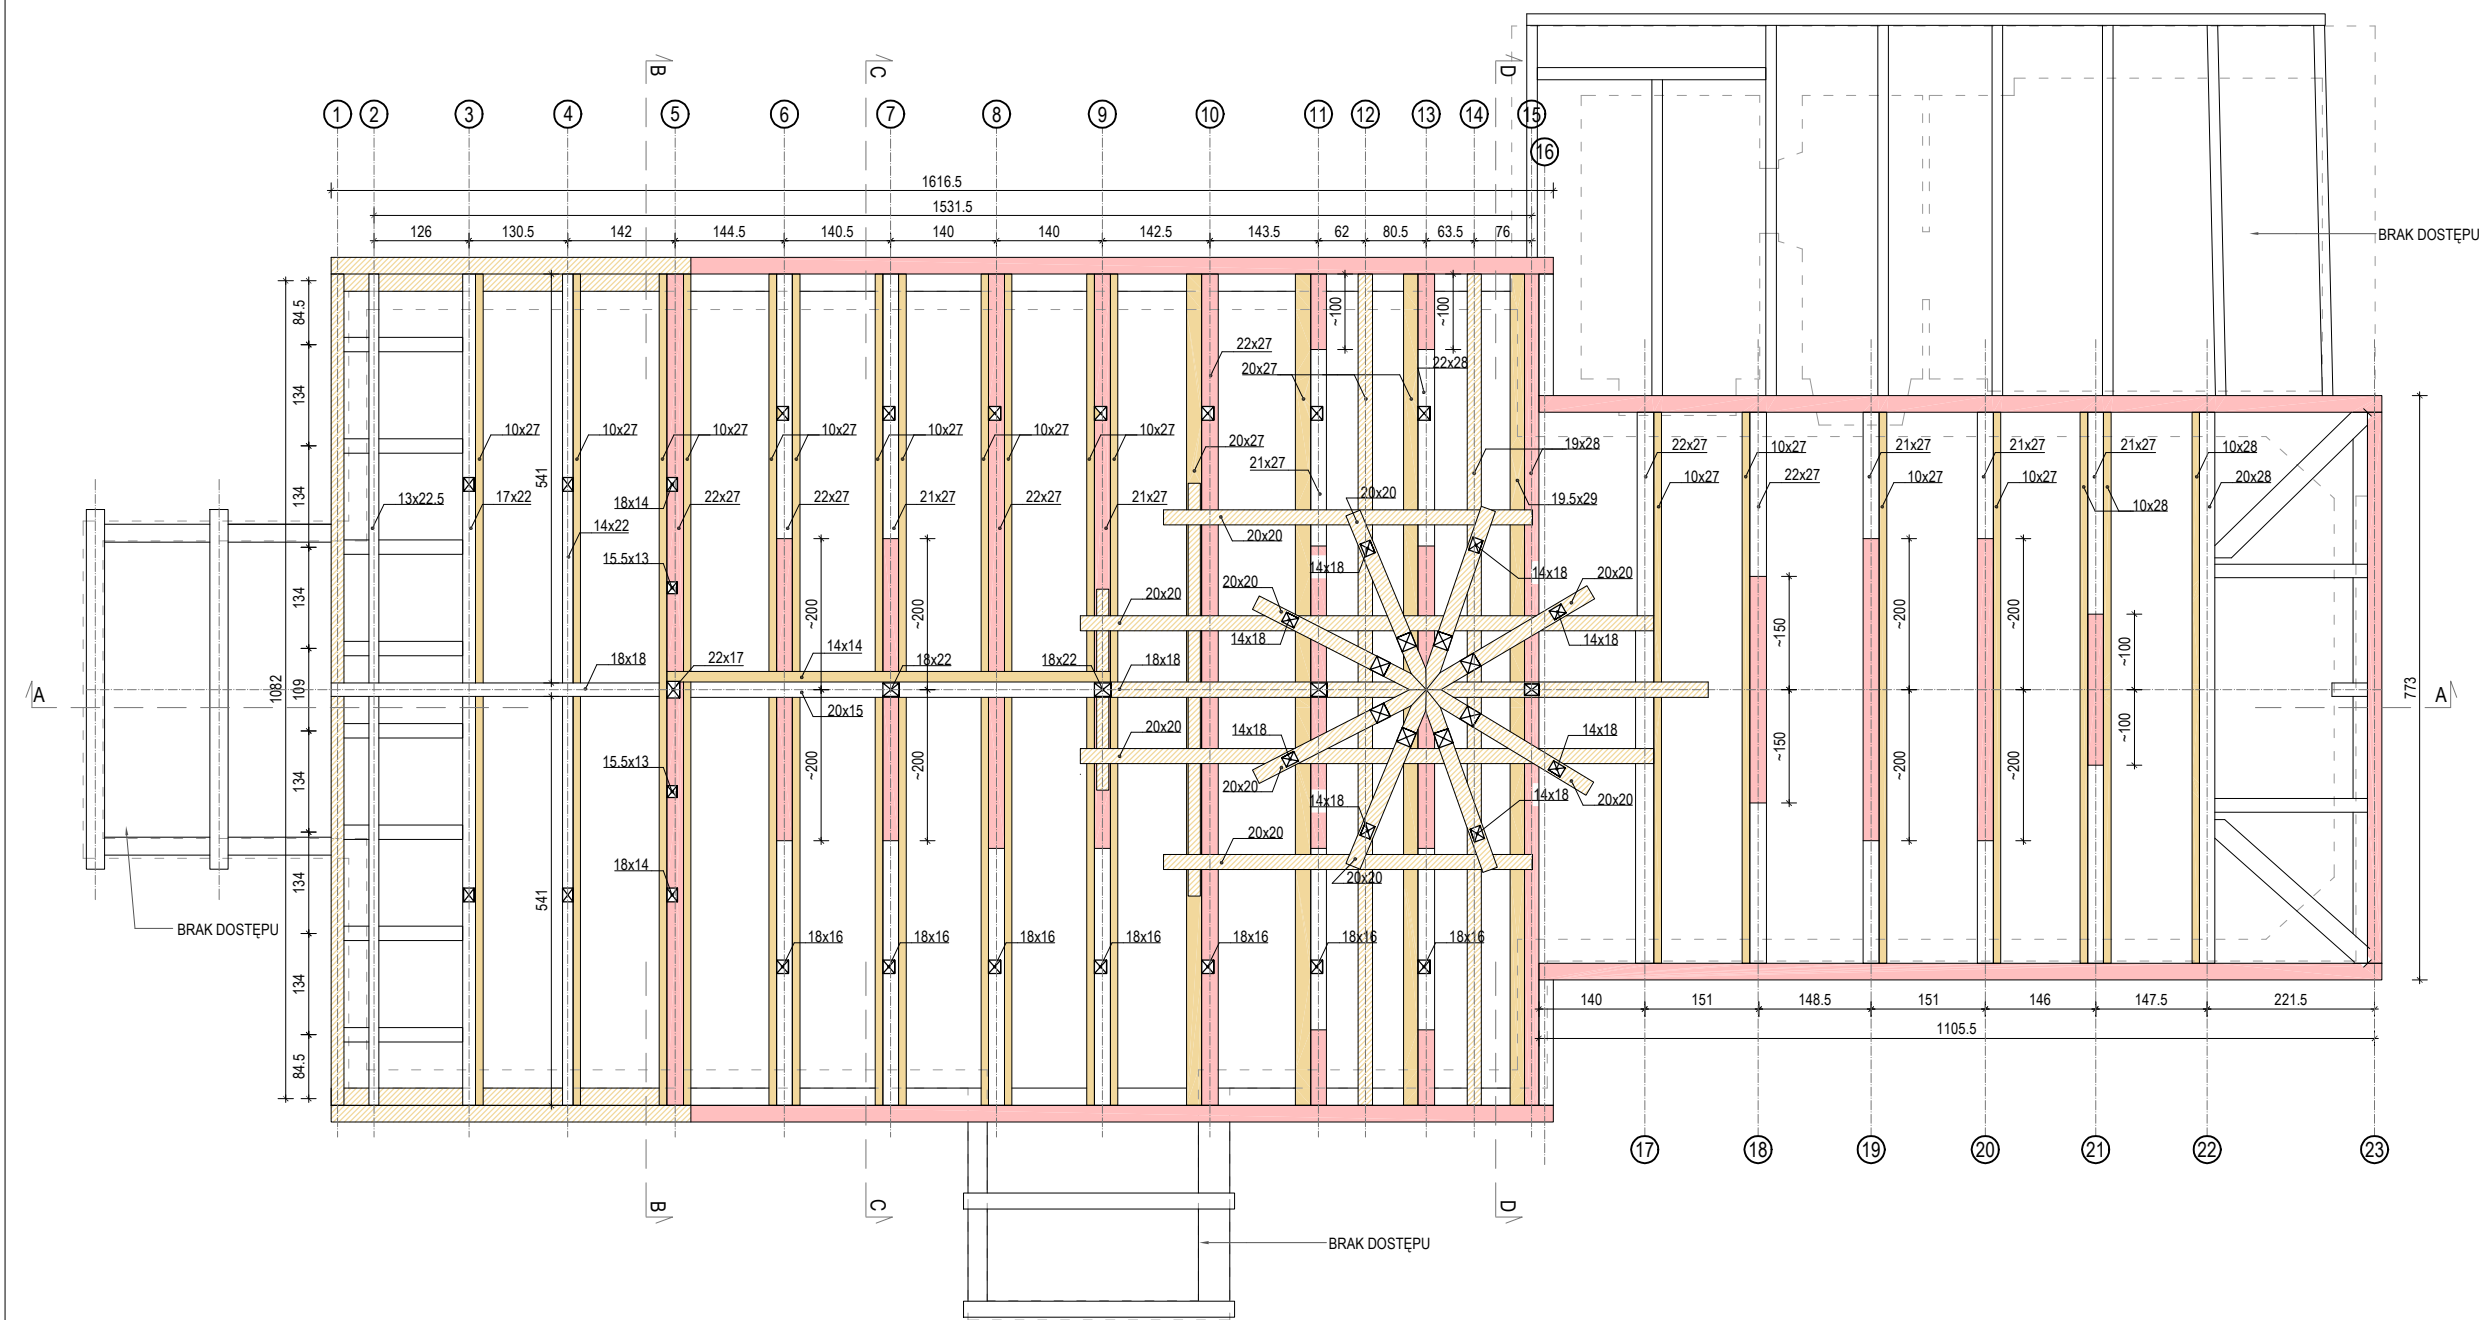 B
C
D
1
2
3
4
5
6
7
8
9
10
11
12
13
14
15
16
1616.5
1531.5
126
130.5
142
144.5
140.5
140
140
142.5
143.5
62
80.5
63.5
76
BRAK DOSTĘPU
84.5
134
134
134
109
134
134
134
84.5
1082
541
541
~100
~100
22x27
20x27
22x28
10x27
10x27
10x27
10x27
10x27
10x27
10x27
20x27
21x27
19x28
19.5x29
22x27
10x27
10x27
22x27
21x27
10x27
21x27
10x27
21x27
10x28
10x28
20x28
13x22.5
17x22
14x22
18x14
22x27
22x27
21x27
22x27
21x27
20x20
20x20
14x18
14x18
15.5x13
20x20
20x20
14x18
20x20
14x18
~200
~200
~150
~200
~200
~100
18x18
22x17
14x14
18x22
18x22
18x18
20x15
A
A
773
20x20
14x18
14x18
15.5x13
20x20
14x18
14x18
20x20
~200
~200
~150
~200
~200
~100
18x14
20x20
20x20
BRAK DOSTĘPU
18x16
18x16
18x16
18x16
18x16
18x16
18x16
140
151
148.5
151
146
147.5
221.5
1105.5
17
18
19
20
21
22
23
B
C
D
BRAK DOSTĘPU